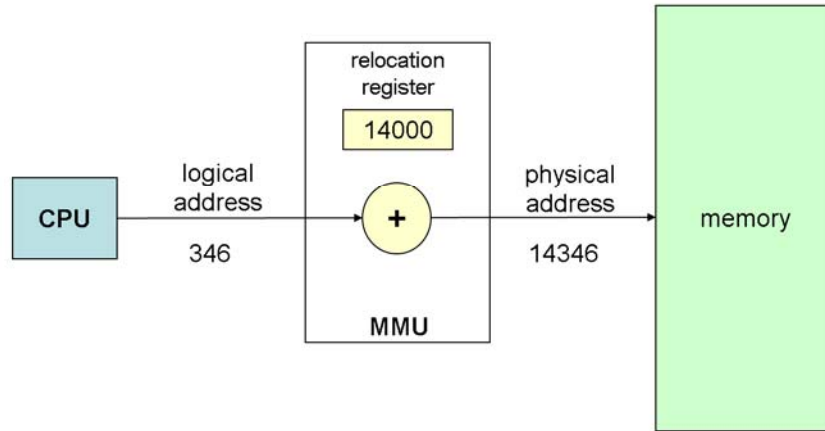 relocation
register
14000
logical
address
346
CPU
+
MMU
physical
address
14346
memory